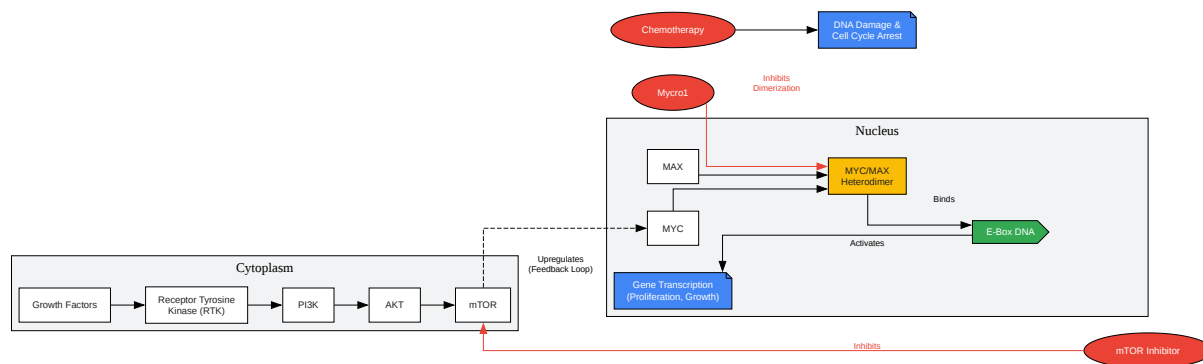 Chemotherapy
DNA Damage &
Cell Cycle Arrest
Mycro1
Inhibits
Dimerization
Nucleus
MAX
MYC/MAX
Heterodimer
MYC
Binds
E-Box DNA
Activates
Upregulates
(Feedback Loop)
Gene Transcription
(Proliferation, Growth)
Cytoplasm
Growth Factors
Receptor Tyrosine
Kinase (RTK)
PI3K
AKT
mTOR
Inhibits
mTOR Inhibitor